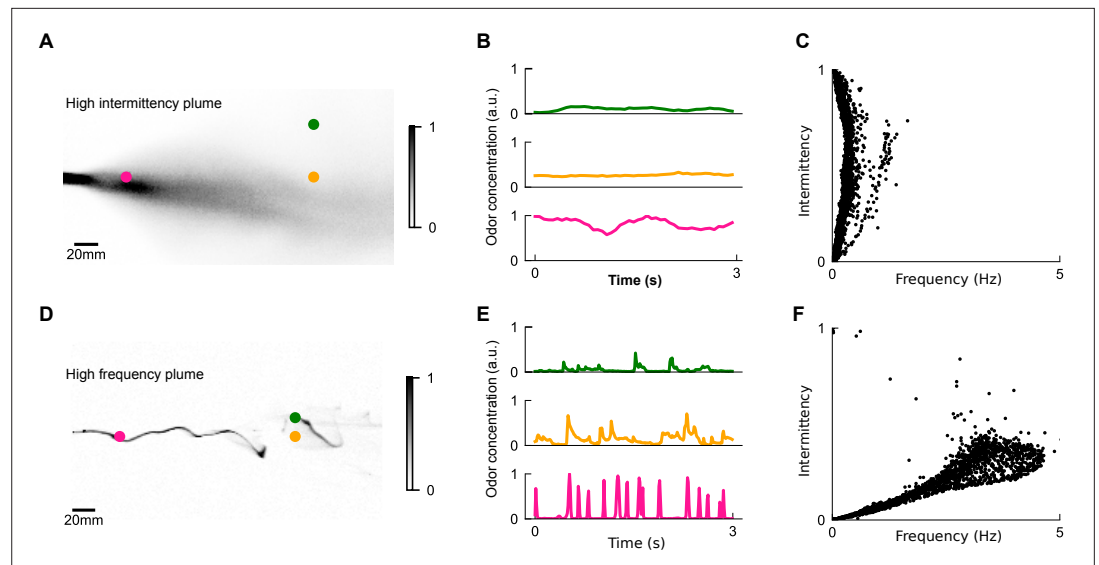 A
High intermittency plume
1
0
20mm
B
Odor concentration (a.u.)
1
0
1
0
1
0
0
3
Time (s)
C
Intermittency
1
0
0
5
Frequency (Hz)
D
High frequency plume
1
0
20mm
E
Odor concentration (a.u.)
1
0
1
0
1
0
0
3
Time (s)
F
Intermittency
1
0
0
5
Frequency (Hz)